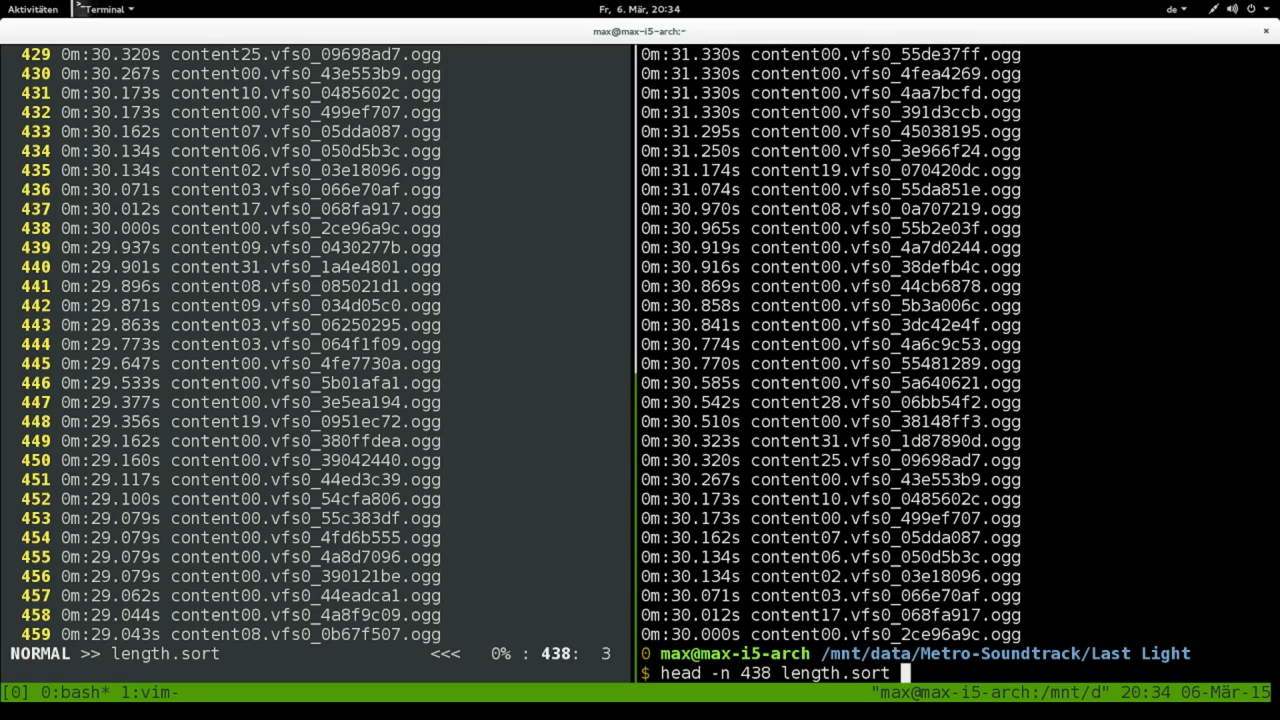 Aktivitäten
Terminal
Fr, 6. Mär, 20:34
de
max@max-i5-arch:~
429 0m:30.320s content25.vfs0_09698ad7.ogg
430 0m:30.267s content00.vfs0_43e553b9.ogg
431 0m:30.173s content10.vfs0_0485602c.ogg
432 0m:30.173s content00.vfs0_499ef707.ogg
433 0m:30.162s content07.vfs0_05dda087.ogg
434 0m:30.134s content06.vfs0_050d5b3c.ogg
435 0m:30.134s content02.vfs0_03e18096.ogg
436 0m:30.071s content03.vfs0_066e70af.ogg
437 0m:30.012s content17.vfs0_068fa917.ogg
438 0m:30.000s content00.vfs0_2ce96a9c.ogg
439 0m:29.937s content09.vfs0_0430277b.ogg
440 0m:29.901s content31.vfs0_1a4e4801.ogg
441 0m:29.896s content08.vfs0_085021d1.ogg
442 0m:29.871s content09.vfs0_034d05c0.ogg
443 0m:29.863s content03.vfs0_06250295.ogg
444 0m:29.773s content03.vfs0_064f1f09.ogg
445 0m:29.647s content00.vfs0_4fe7730a.ogg
446 0m:29.533s content00.vfs0_5b01afa1.ogg
447 0m:29.377s content00.vfs0_3e5ea194.ogg
448 0m:29.356s content19.vfs0_0951ec72.ogg
449 0m:29.162s content00.vfs0_380ffdea.ogg
450 0m:29.160s content00.vfs0_39042440.ogg
451 0m:29.117s content00.vfs0_44ed3c39.ogg
452 0m:29.100s content00.vfs0_54cfa806.ogg
453 0m:29.079s content00.vfs0_55c383df.ogg
454 0m:29.079s content00.vfs0_4fd6b555.ogg
455 0m:29.079s content00.vfs0_4a8d7096.ogg
456 0m:29.079s content00.vfs0_390121be.ogg
457 0m:29.062s content00.vfs0_44eadca1.ogg
458 0m:29.044s content00.vfs0_4a8f9c09.ogg
459 0m:29.043s content08.vfs0_0b67f507.ogg
NORMAL >> length.sort <<< 0% : 438: 3
0m:31.330s content00.vfs0_55de37ff.ogg
0m:31.330s content00.vfs0_4fea4269.ogg
0m:31.330s content00.vfs0_4aa7bcfd.ogg
0m:31.330s content00.vfs0_391d3ccb.ogg
0m:31.295s content00.vfs0_45038195.ogg
0m:31.250s content00.vfs0_3e966f24.ogg
0m:31.174s content19.vfs0_070420dc.ogg
0m:31.074s content00.vfs0_55da851e.ogg
0m:30.970s content08.vfs0_0a707219.ogg
0m:30.965s content00.vfs0_55b2e03f.ogg
0m:30.919s content00.vfs0_4a7d0244.ogg
0m:30.916s content00.vfs0_38defb4c.ogg
0m:30.869s content00.vfs0_44cb6878.ogg
0m:30.858s content00.vfs0_5b3a006c.ogg
0m:30.841s content00.vfs0_3dc42e4f.ogg
0m:30.774s content00.vfs0_4a6c9c53.ogg
0m:30.770s content00.vfs0_55481289.ogg
0m:30.585s content00.vfs0_5a640621.ogg
0m:30.542s content28.vfs0_06bb54f2.ogg
0m:30.510s content00.vfs0_38148ff3.ogg
0m:30.323s content31.vfs0_1d87890d.ogg
0m:30.320s content25.vfs0_09698ad7.ogg
0m:30.267s content00.vfs0_43e553b9.ogg
0m:30.173s content10.vfs0_0485602c.ogg
0m:30.173s content00.vfs0_499ef707.ogg
0m:30.162s content07.vfs0_05dda087.ogg
0m:30.134s content06.vfs0_050d5b3c.ogg
0m:30.134s content02.vfs0_03e18096.ogg
0m:30.071s content03.vfs0_066e70af.ogg
0m:30.012s content17.vfs0_068fa917.ogg
0m:30.000s content00.vfs0_2ce96a9c.ogg
0 max@max-i5-arch /mnt/data/Metro-Soundtrack/Last Light
$ head -n 438 length.sort
[0] 0:bash* 1:vim- "max@max-i5-arch:/mnt/d" 20:34 06-Mär-15